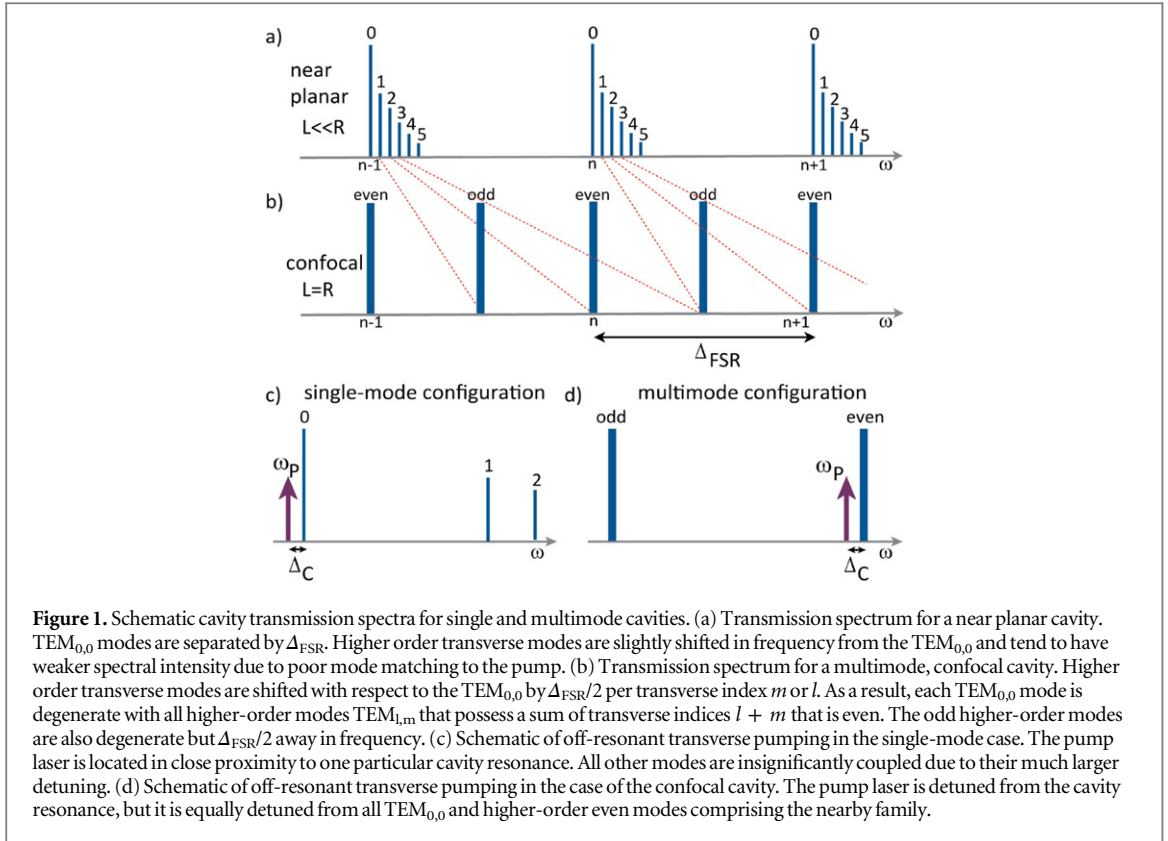 a)
0
0
0
near
planar
L<<R
1 2 3 4 5
1 2 3 4 5
1 2 3 4 5
n-1
n
n+1
ω
b)
even
odd
even
odd
even
confocal
L=R
n-1
n
n+1
ω
Δ_FSR
c) single-mode configuration
d) multimode configuration
0
ω_P
1
2
ω
Δ_C
odd
even
ω_P
ω
Δ_C
Figure 1. Schematic cavity transmission spectra for single and multimode cavities. (a) Transmission spectrum for a near planar cavity.
TEM₀,₀ modes are separated by Δ_FSR. Higher order transverse modes are slightly shifted in frequency from the TEM₀,₀ and tend to have
weaker spectral intensity due to poor mode matching to the pump. (b) Transmission spectrum for a multimode, confocal cavity. Higher
order transverse modes are shifted with respect to the TEM₀,₀ by Δ_FSR/2 per transverse index m or l. As a result, each TEM₀,₀ mode is
degenerate with all higher-order modes TEM_l,m that possess a sum of transverse indices l + m that is even. The odd higher-order modes
are also degenerate but Δ_FSR/2 away in frequency. (c) Schematic of off-resonant transverse pumping in the single-mode case. The pump
laser is located in close proximity to one particular cavity resonance. All other modes are insignificantly coupled due to their much larger
detuning. (d) Schematic of off-resonant transverse pumping in the case of the confocal cavity. The pump laser is detuned from the cavity
resonance, but it is equally detuned from all TEM₀,₀ and higher-order even modes comprising the nearby family.